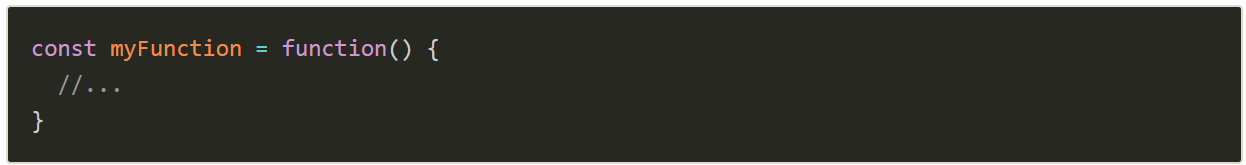 const myFunction = function() {
  //...
}